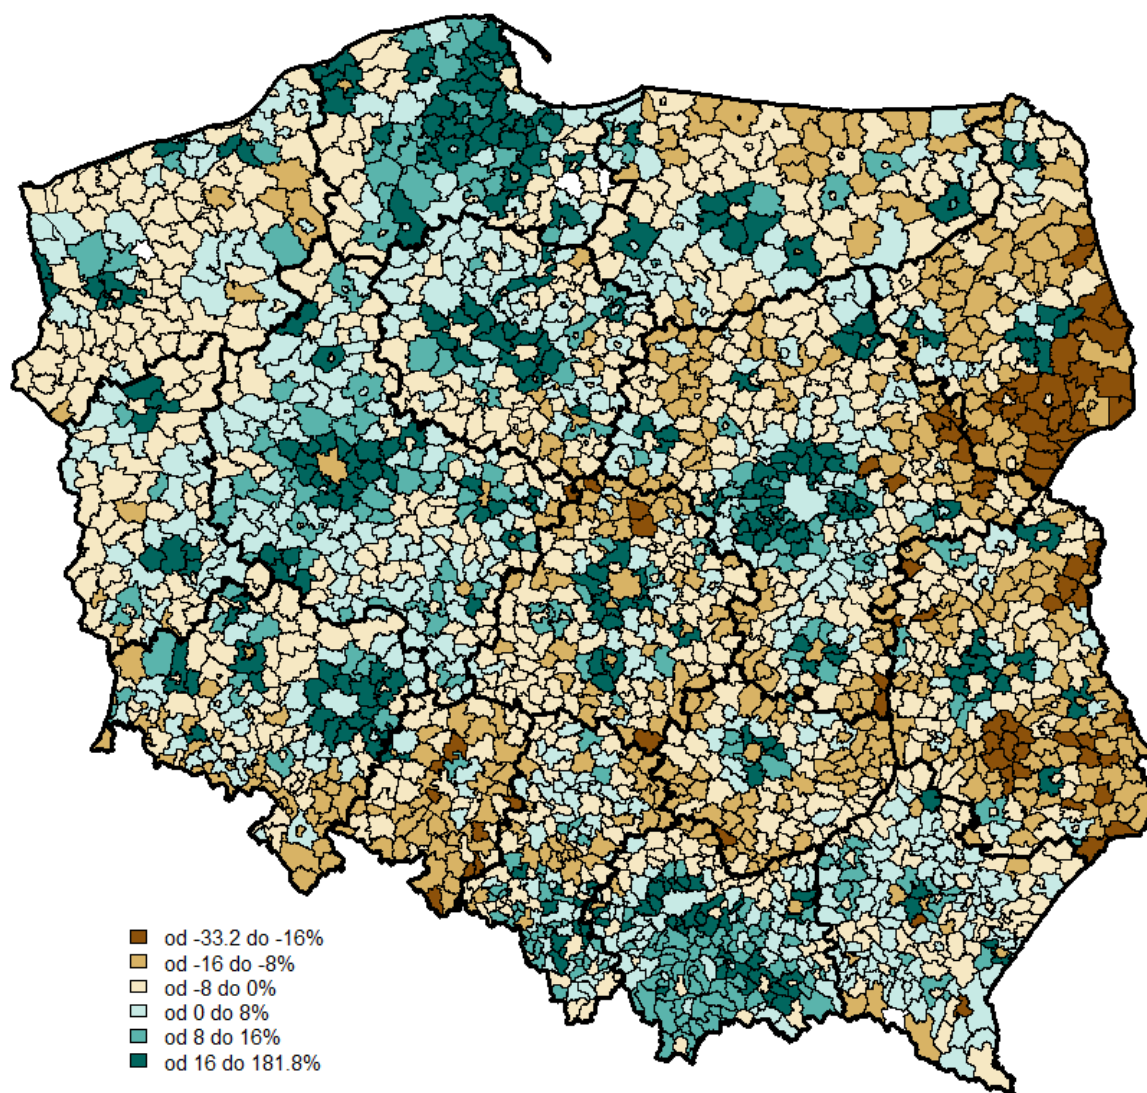 od -33.2 do -16%
od -16 do -8%
od -8 do 0%
od 0 do 8%
od 8 do 16%
od 16 do 181.8%